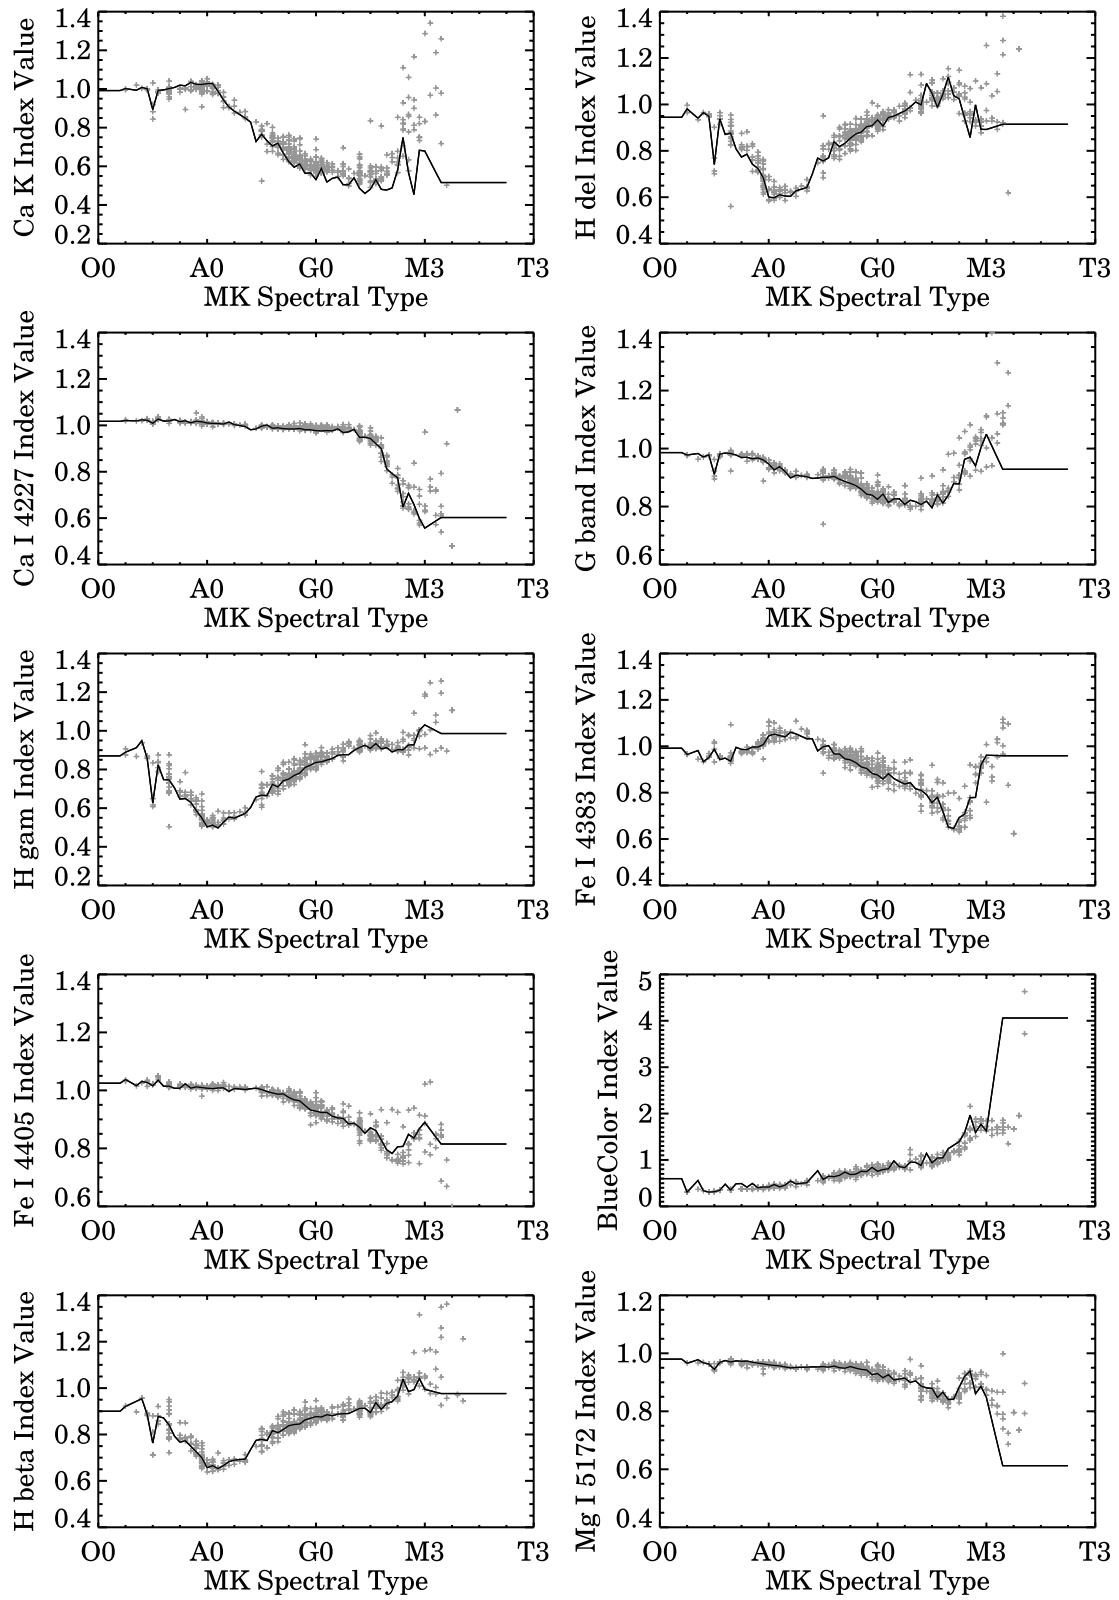 Ca K Index Value
1.4
1.2
1.0
0.8
0.6
0.4
0.2
O0 A0 G0 M3 T3
MK Spectral Type
H del Index Value
1.4
1.2
1.0
0.8
0.6
0.4
O0 A0 G0 M3 T3
MK Spectral Type
Ca I 4227 Index Value
1.4
1.2
1.0
0.8
0.6
0.4
O0 A0 G0 M3 T3
MK Spectral Type
G band Index Value
1.4
1.2
1.0
0.8
0.6
O0 A0 G0 M3 T3
MK Spectral Type
H gam Index Value
1.4
1.2
1.0
0.8
0.6
0.4
0.2
O0 A0 G0 M3 T3
MK Spectral Type
Fe I 4383 Index Value
1.4
1.2
1.0
0.8
0.6
0.4
O0 A0 G0 M3 T3
MK Spectral Type
Fe I 4405 Index Value
1.4
1.2
1.0
0.8
0.6
O0 A0 G0 M3 T3
MK Spectral Type
BlueColor Index Value
5
4
3
2
1
0
O0 A0 G0 M3 T3
MK Spectral Type
H beta Index Value
1.4
1.2
1.0
0.8
0.6
0.4
O0 A0 G0 M3 T3
MK Spectral Type
Mg I 5172 Index Value
1.2
1.0
0.8
0.6
0.4
O0 A0 G0 M3 T3
MK Spectral Type